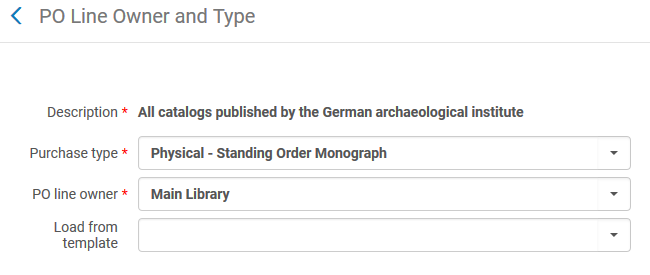 PO Line Owner and Type
Description * All catalogs published by the German archaeological institute
Purchase type * Physical - Standing Order Monograph
PO line owner * Main Library
Load from
template